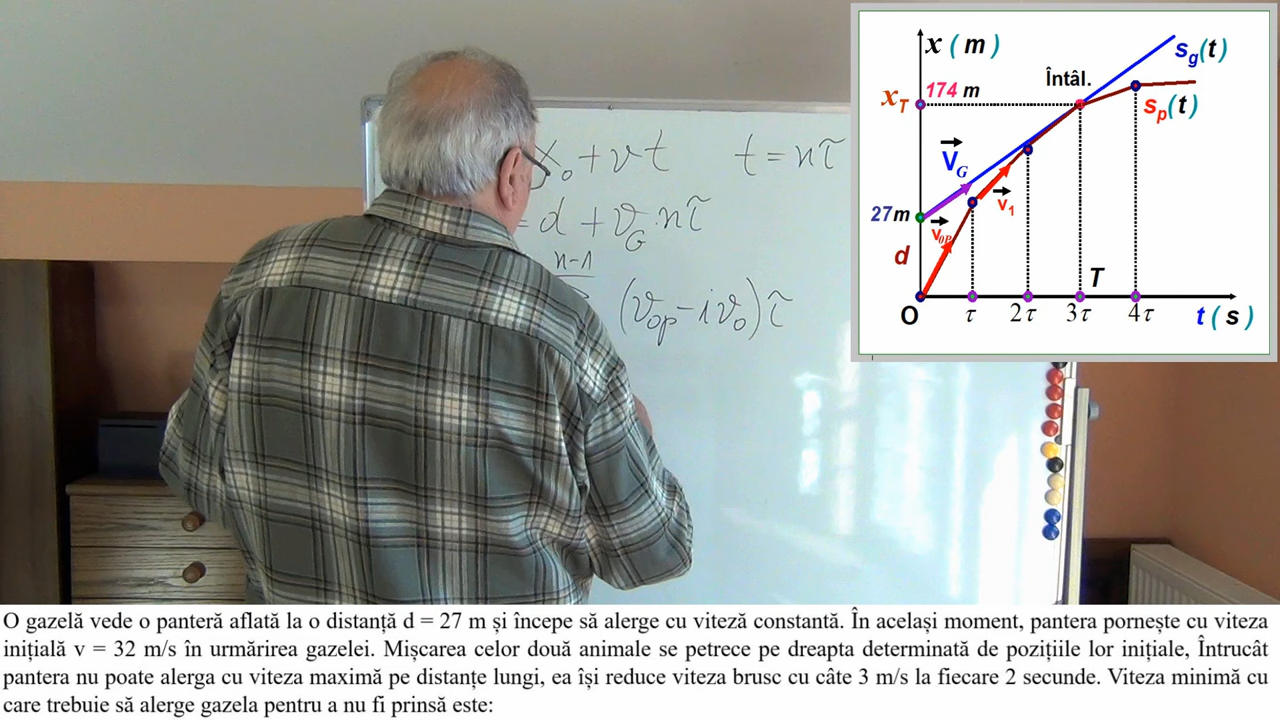 x₀ + vt t = nτ
= d + v_G · nτ
n-1
(v_0p - iv₀)τ
x ( m )
s_g(t)
Întâl.
x_T 174 m
s_p(t)
V_G
27 m
v₁
v_0P
d
T
O τ 2τ 3τ 4τ t ( s )
O gazelă vede o panteră aflată la o distanță d = 27 m și începe să alerge cu viteză constantă. În același moment, pantera pornește cu viteza
inițială v = 32 m/s în urmărirea gazelei. Mișcarea celor două animale se petrece pe dreapta determinată de pozițiile lor inițiale, Întrucât
pantera nu poate alerga cu viteza maximă pe distanțe lungi, ea își reduce viteza brusc cu câte 3 m/s la fiecare 2 secunde. Viteza minimă cu
care trebuie să alerge gazela pentru a nu fi prinsă este: